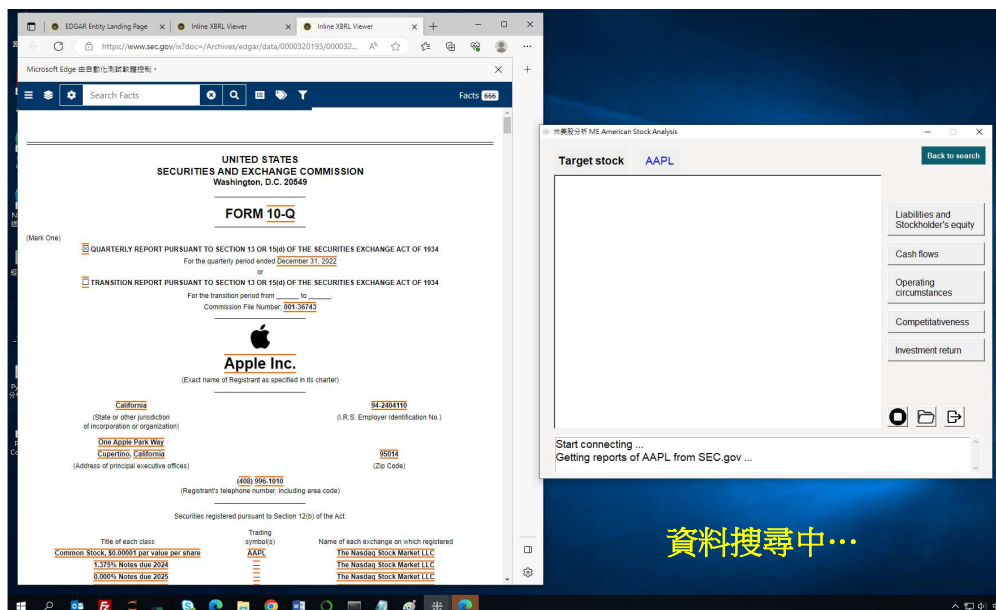 EDGAR Entity Landing Page
Inline XBRL Viewer
Inline XBRL Viewer
https://www.sec.gov/ix?doc=/Archives/edgar/data/0000320193/000032...
Microsoft Edge 由自動化測試軟體控制。
Search Facts
Facts 666
UNITED STATES
SECURITIES AND EXCHANGE COMMISSION
Washington, D.C. 20549
FORM 10-Q
(Mark One)
☒ QUARTERLY REPORT PURSUANT TO SECTION 13 OR 15(d) OF THE SECURITIES EXCHANGE ACT OF 1934
For the quarterly period ended December 31, 2022
or
☐ TRANSITION REPORT PURSUANT TO SECTION 13 OR 15(d) OF THE SECURITIES EXCHANGE ACT OF 1934
For the transition period from ______ to ______.
Commission File Number: 001-36743
Apple Inc.
(Exact name of Registrant as specified in its charter)
California
94-2404110
(State or other jurisdiction
of incorporation or organization)
(I.R.S. Employer Identification No.)
One Apple Park Way
Cupertino, California
95014
(Address of principal executive offices)
(Zip Code)
(408) 996-1010
(Registrant's telephone number, including area code)
Securities registered pursuant to Section 12(b) of the Act:
Title of each class
Trading
symbol(s)
Name of each exchange on which registered
Common Stock, $0.00001 par value per share
AAPL
The Nasdaq Stock Market LLC
1.375% Notes due 2024
—
The Nasdaq Stock Market LLC
0.000% Notes due 2025
—
The Nasdaq Stock Market LLC
米美股分析 ME American Stock Analysis
Target stock
AAPL
Back to search
Liabilities and
Stockholder's equity
Cash flows
Operating
circumstances
Competitativeness
Investment return
Start connecting ...
Getting reports of AAPL from SEC.gov ...
資料搜尋中…
米